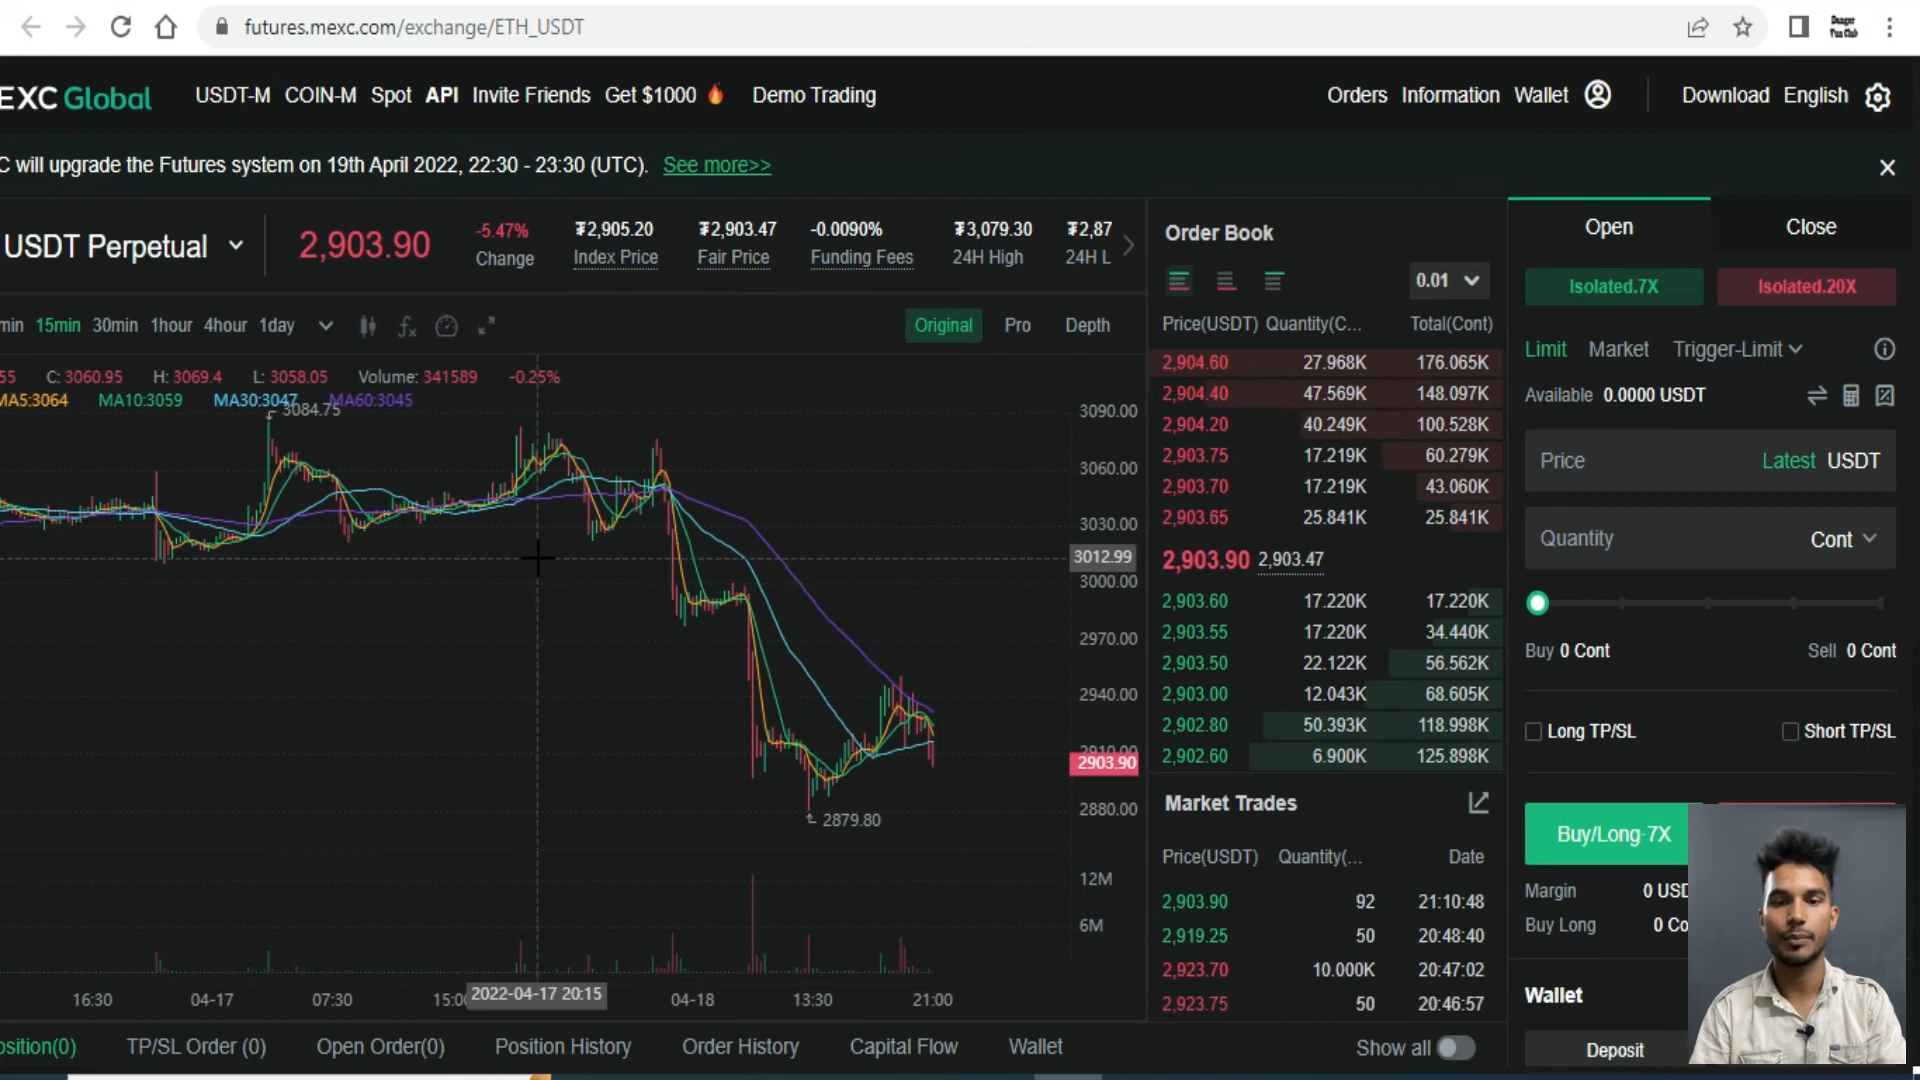 futures.mexc.com/exchange/ETH_USDT
Danger Fun Club
EXC Global USDT-M COIN-M Spot API Invite Friends Get $1000 Demo Trading Orders Information Wallet Download English
C will upgrade the Futures system on 19th April 2022, 22:30 - 23:30 (UTC). See more>>
USDT Perpetual 2,903.90
-5.47% ₮2,905.20 ₮2,903.47 -0.0090% ₮3,079.30 ₮2,87
Change Index Price Fair Price Funding Fees 24H High 24H L
min 15min 30min 1hour 4hour 1day Original Pro Depth
55 C: 3060.95 H: 3069.4 L: 3058.05 Volume: 341589 -0.25%
MA5:3064 MA10:3059 MA30:3047 MA60:3045
3084.75
3090.00
3060.00
3030.00
3012.99
3000.00
2970.00
2940.00
2910.00
2903.90
2880.00
2879.80
12M
6M
16:30 04-17 07:30 15:00 2022-04-17 20:15 04-18 13:30 21:00
Order Book
0.01
Price(USDT) Quantity(C... Total(Cont)
2,904.60 27.968K 176.065K
2,904.40 47.569K 148.097K
2,904.20 40.249K 100.528K
2,903.75 17.219K 60.279K
2,903.70 17.219K 43.060K
2,903.65 25.841K 25.841K
2,903.90 2,903.47
2,903.60 17.220K 17.220K
2,903.55 17.220K 34.440K
2,903.50 22.122K 56.562K
2,903.00 12.043K 68.605K
2,902.80 50.393K 118.998K
2,902.60 6.900K 125.898K
Market Trades
Price(USDT) Quantity(... Date
2,903.90 92 21:10:48
2,919.25 50 20:48:40
2,923.70 10.000K 20:47:02
2,923.75 50 20:46:57
Open Close
Isolated.7X Isolated.20X
Limit Market Trigger-Limit
Available 0.0000 USDT
Price Latest USDT
Quantity Cont
Buy 0 Cont Sell 0 Cont
Long TP/SL Short TP/SL
Buy/Long·7X
Margin 0 USD
Buy Long 0 Co
Wallet
Deposit
osition(0) TP/SL Order (0) Open Order(0) Position History Order History Capital Flow Wallet Show all